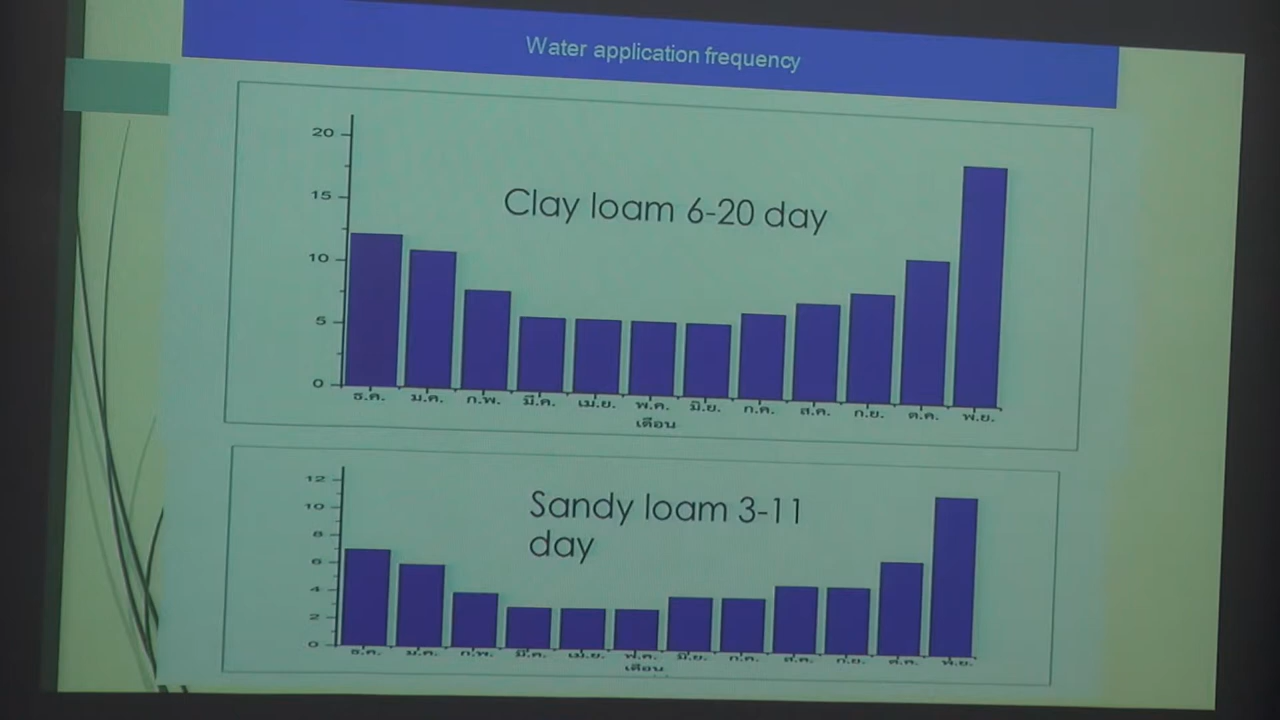 Water application frequency
20
15
10
5
0
Clay loam 6-20 day
ธ.ค. ม.ค. ก.พ. มี.ค. เม.ย. พ.ค. มิ.ย. ก.ค. ส.ค. ก.ย. ต.ค. พ.ย.
เดือน
12
10
8
6
4
2
0
Sandy loam 3-11
day
ธ.ค. ม.ค. ก.พ. มี.ค. เม.ย. พ.ค. มิ.ย. ก.ค. ส.ค. ก.ย. ต.ค. พ.ย.
เดือน